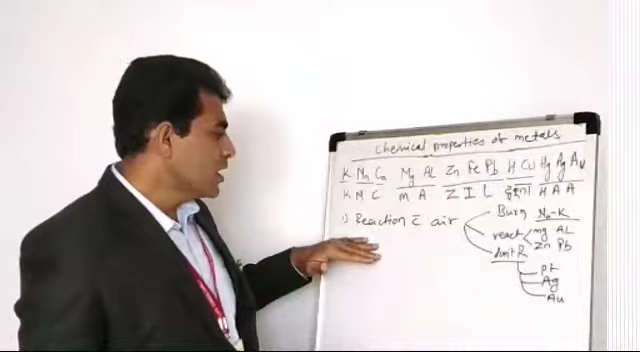 Chemical properties of metals
K Na Ca Mg AL Zn Fe Pb H Cu Hg Ag Au
K N C M A Z I L H A A
1) Reaction c̄ air
Burn Na-K
react mg AL
Zn Pb
don't R
pt
Ag
Au